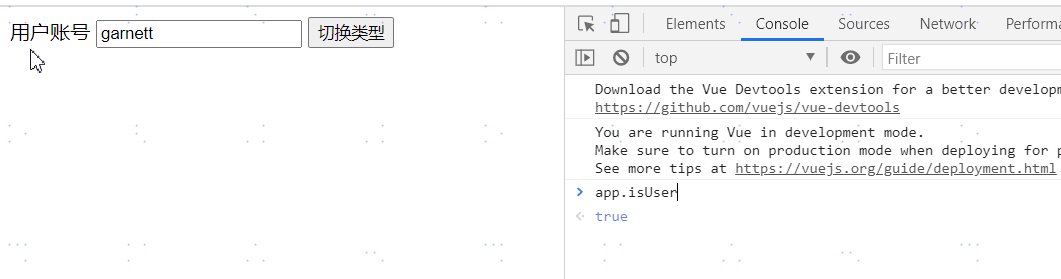 用户账号 garnett 切换类型
Elements Console Sources Network Performa
top Filter
Download the Vue Devtools extension for a better developm
https://github.com/vuejs/vue-devtools
You are running Vue in development mode.
Make sure to turn on production mode when deploying for p
See more tips at https://vuejs.org/guide/deployment.html
app.isUser
true